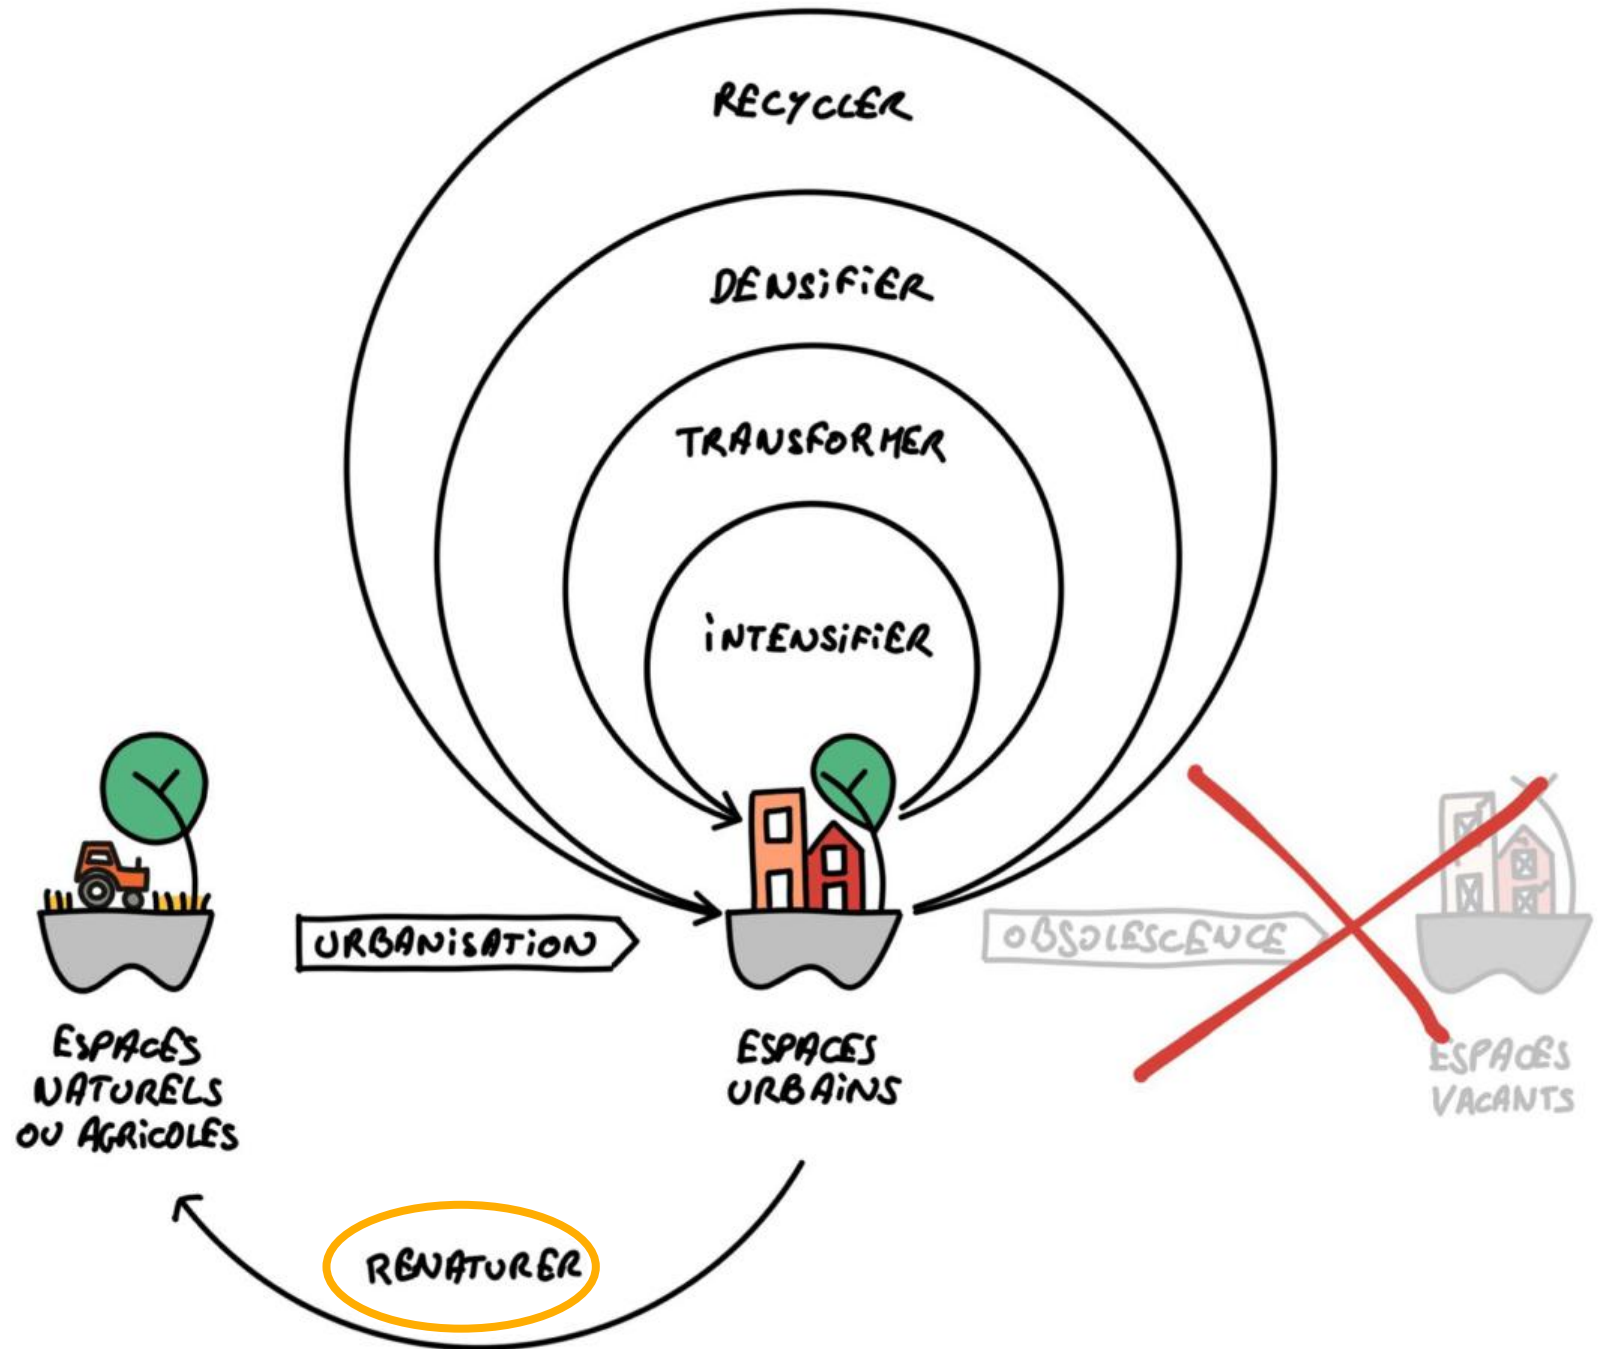 RECYCLER
DENSiFiER
TRANSFORMER
iNTENSiFiER
URBANiSATiON
OBSOLESCENCE
ESPACES
NATURELS
OU AGRiCOLES
ESPACES
URBAiNS
ESPACES
VACANTS
RENATURER